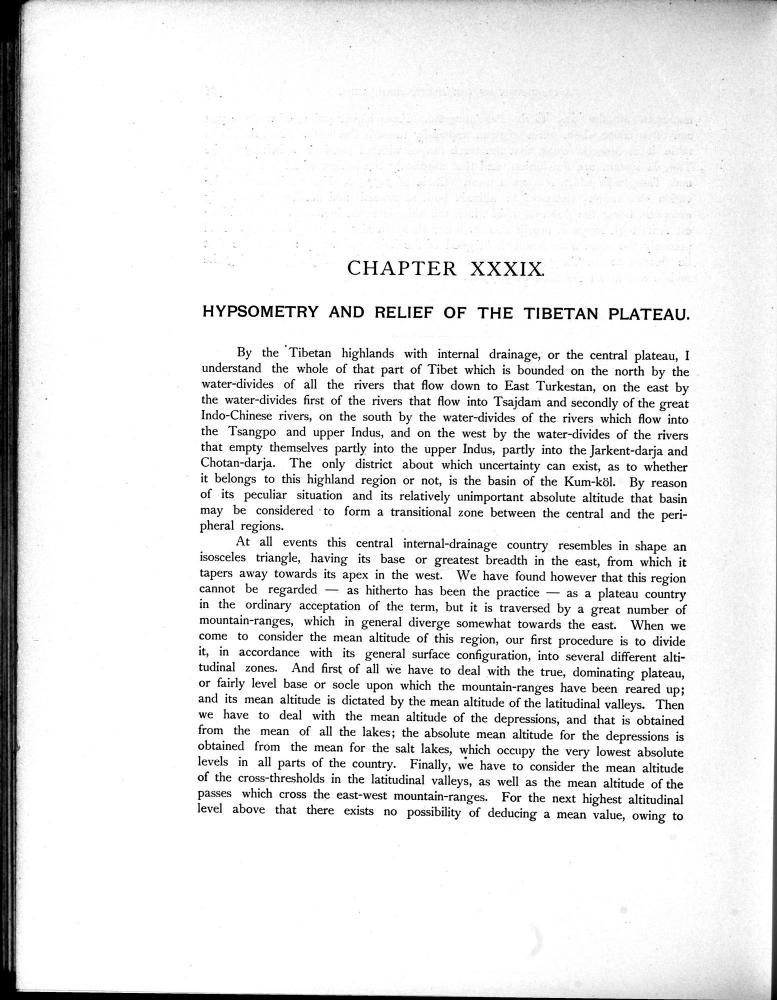 CHAPTER XXXIX.
HYPSOMETRY AND RELIEF OF THE TIBETAN PLATEAU.
By the Tibetan highlands with internal drainage, or the central plateau, I
understand the whole of that part of Tibet which is bounded on the north by the
water-divides of all the rivers that flow down to East Turkestan, on the east by
the water-divides first of the rivers that flow into Tsajdam and secondly of the great
Indo-Chinese rivers, on the south by the water-divides of the rivers which flow into
the Tsangpo and upper Indus, and on the west by the water-divides of the rivers
that empty themselves partly into the upper Indus, partly into the Jarkent-darja and
Chotan-darja. The only district about which uncertainty can exist, as to whether
it belongs to this highland region or not, is the basin of the Kum-köl. By reason
of its peculiar situation and its relatively unimportant absolute altitude that basin
may be considered to form a transitional zone between the central and the peri-
pheral regions.
At all events this central internal-drainage country resembles in shape an
isosceles triangle, having its base or greatest breadth in the east, from which it
tapers away towards its apex in the west. We have found however that this region
cannot be regarded — as hitherto has been the practice — as a plateau country
in the ordinary acceptation of the term, but it is traversed by a great number of
mountain-ranges, which in general diverge somewhat towards the east. When we
come to consider the mean altitude of this region, our first procedure is to divide
it, in accordance with its general surface configuration, into several different alti-
tudinal zones. And first of all we have to deal with the true, dominating plateau,
or fairly level base or socle upon which the mountain-ranges have been reared up;
and its mean altitude is dictated by the mean altitude of the latitudinal valleys. Then
we have to deal with the mean altitude of the depressions, and that is obtained
from the mean of all the lakes; the absolute mean altitude for the depressions is
obtained from the mean for the salt lakes, which occupy the very lowest absolute
levels in all parts of the country. Finally, we have to consider the mean altitude
of the cross-thresholds in the latitudinal valleys, as well as the mean altitude of the
passes which cross the east-west mountain-ranges. For the next highest altitudinal
level above that there exists no possibility of deducing a mean value, owing to